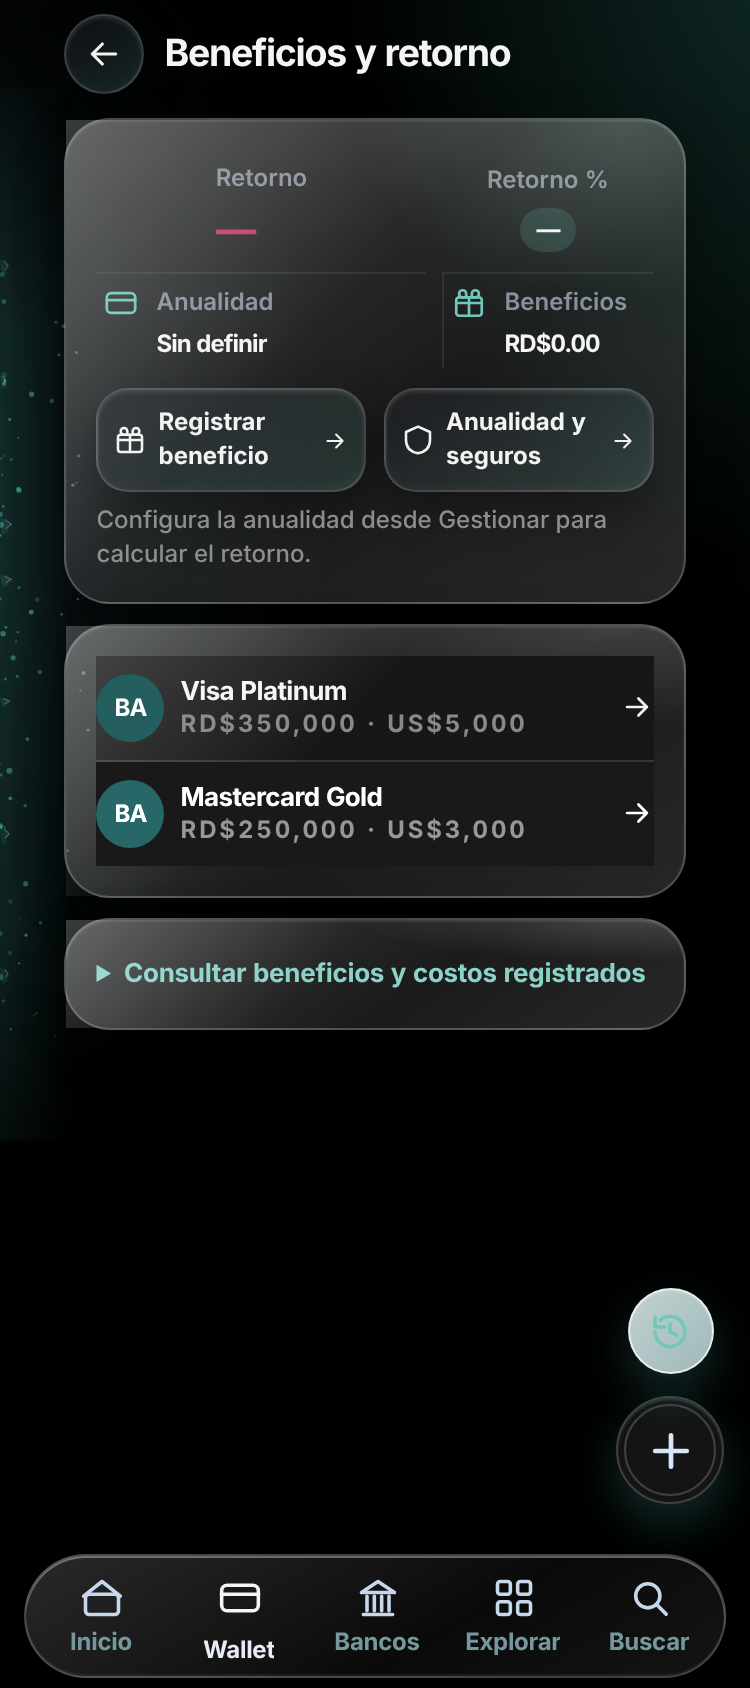 Beneficios y retorno
Retorno
Retorno %
—
—
Anualidad
Sin definir
Beneficios
RD$0.00
Registrar
beneficio
Anualidad y
seguros
Configura la anualidad desde Gestionar para
calcular el retorno.
BA
Visa Platinum
RD$350,000 · US$5,000
BA
Mastercard Gold
RD$250,000 · US$3,000
Consultar beneficios y costos registrados
Inicio
Wallet
Bancos
Explorar
Buscar